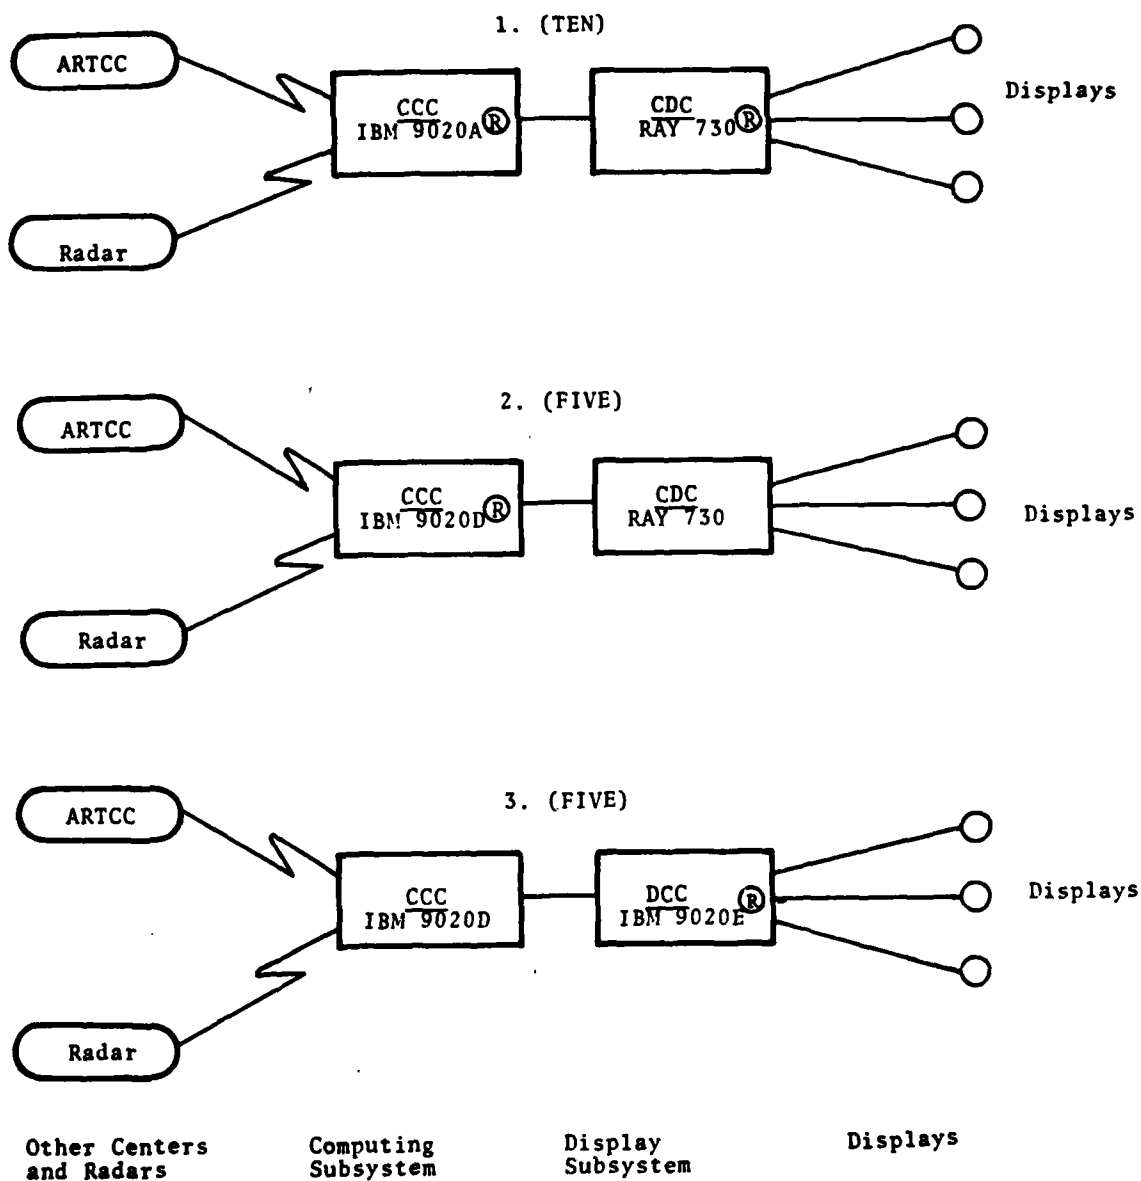 1. (TEN)
ARTCC
Displays
CCC
IBM 9020A®
CDC
RAY 730®
Radar
2. (FIVE)
ARTCC
CCC
IBM 9020D®
CDC
RAY 730
Displays
Radar
3. (FIVE)
ARTCC
CCC
IBM 9020D
DCC
IBM 9020E®
Displays
Radar
Other Centers
and Radars
Computing
Subsystem
Display
Subsystem
Displays